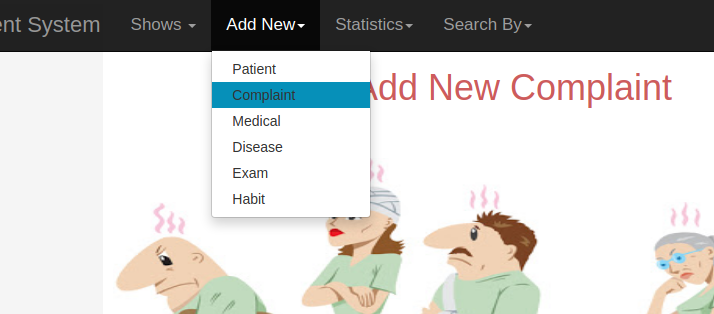 ent System Shows Add New Statistics Search By
Patient
Add New Complaint
Complaint
Medical
Disease
Exam
Habit